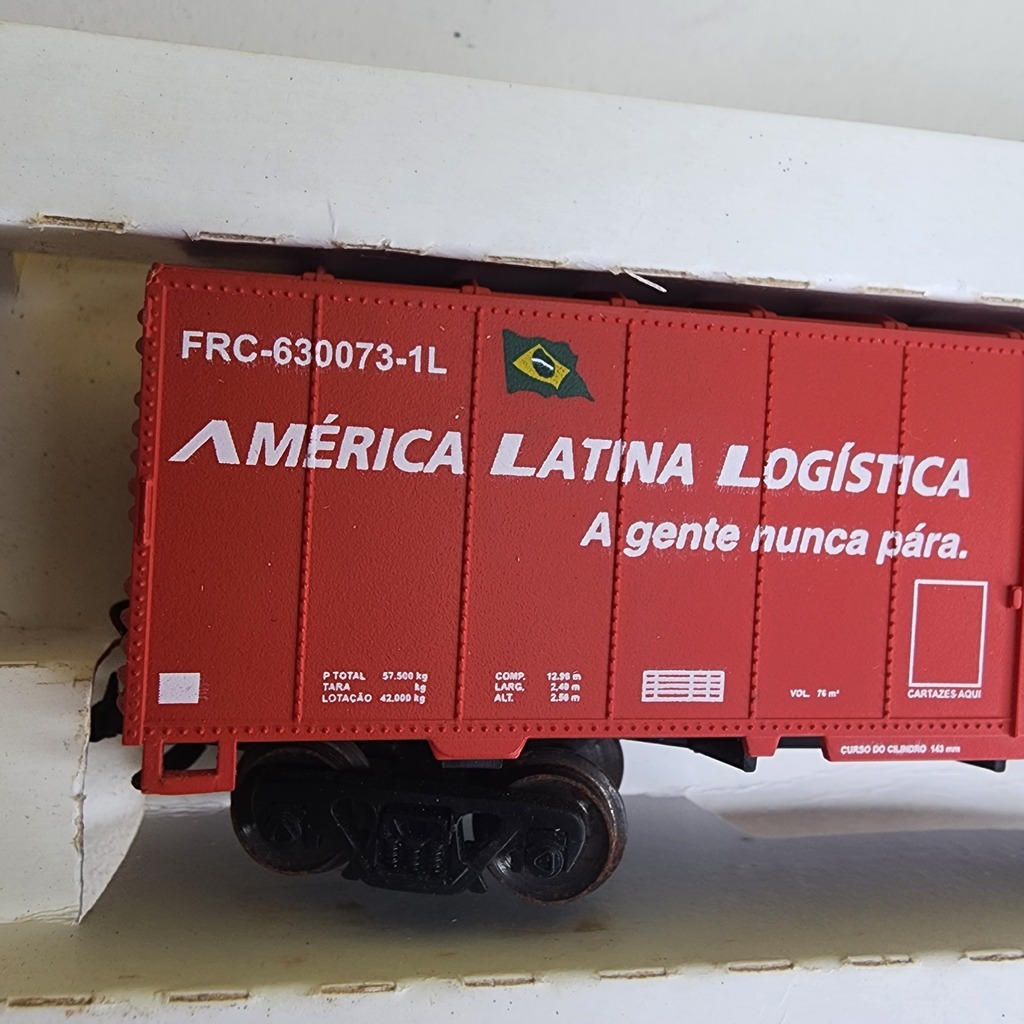 FRC-630073-1L
AMÉRICA LATINA LOGÍSTICA
A gente nunca pára.
P TOTAL 57.500 kg
TARA kg
LOTAÇÃO 42.000 kg
COMP. 12.96 m
LARG. 2,40 m
ALT. 2.50 m
VOL. 76 m³
CARTAZES AQUI
CURSO DO CILINDRO 143 mm